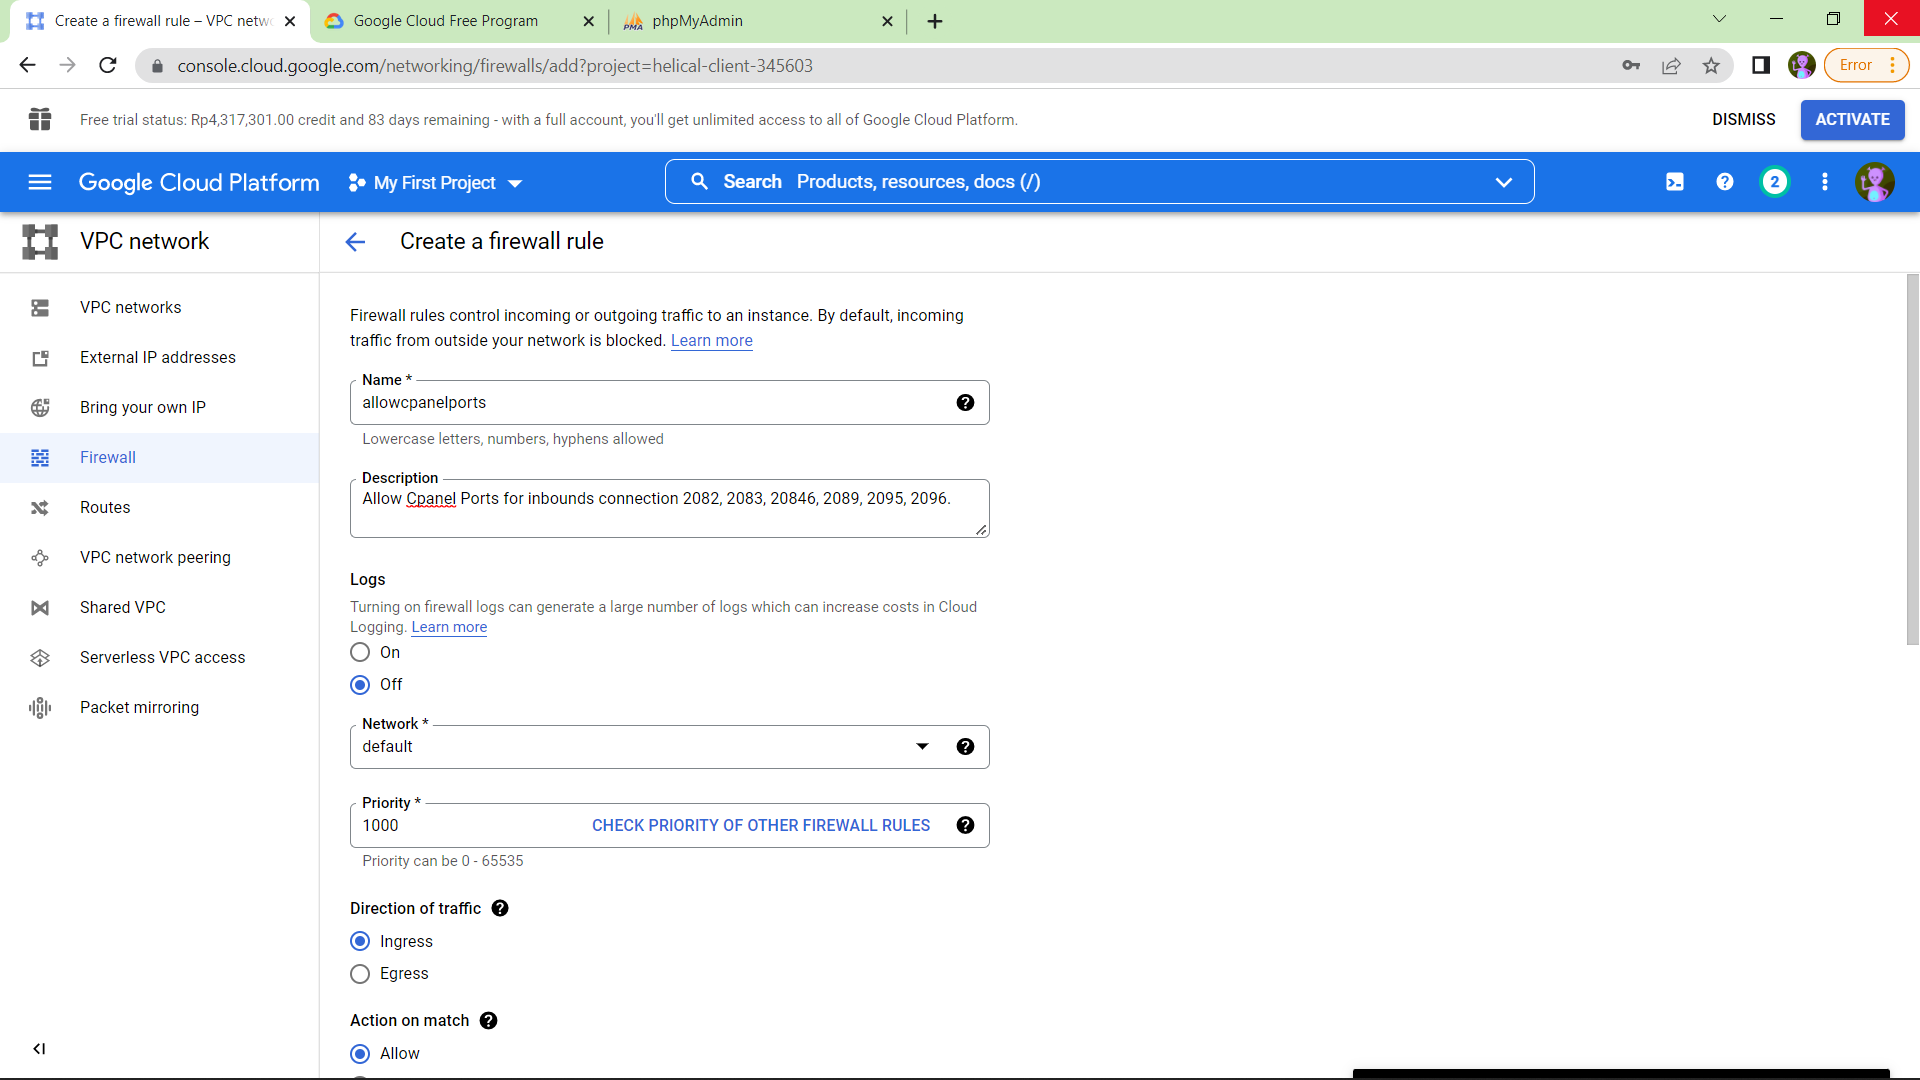 Create a firewall rule – VPC netw
Google Cloud Free Program
phpMyAdmin
console.cloud.google.com/networking/firewalls/add?project=helical-client-345603
Error
Free trial status: Rp4,317,301.00 credit and 83 days remaining - with a full account, you'll get unlimited access to all of Google Cloud Platform.
DISMISS
ACTIVATE
Google Cloud Platform
My First Project
Search Products, resources, docs (/)
2
VPC network
Create a firewall rule
VPC networks
External IP addresses
Bring your own IP
Firewall
Routes
VPC network peering
Shared VPC
Serverless VPC access
Packet mirroring
Firewall rules control incoming or outgoing traffic to an instance. By default, incoming
traffic from outside your network is blocked. Learn more
Name *
allowcpanelports
Lowercase letters, numbers, hyphens allowed
Description
Allow Cpanel Ports for inbounds connection 2082, 2083, 20846, 2089, 2095, 2096.
Logs
Turning on firewall logs can generate a large number of logs which can increase costs in Cloud
Logging. Learn more
On
Off
Network *
default
Priority *
1000
CHECK PRIORITY OF OTHER FIREWALL RULES
Priority can be 0 - 65535
Direction of traffic
Ingress
Egress
Action on match
Allow